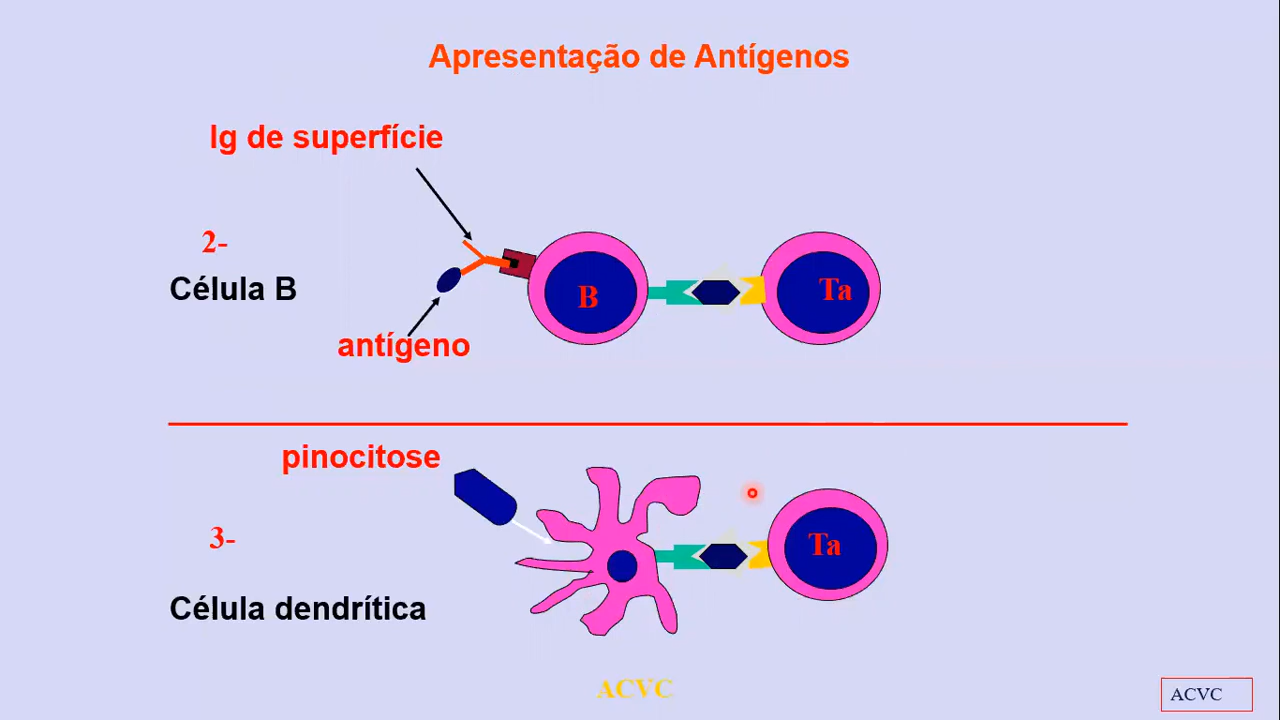 Apresentação de Antígenos
Ig de superfície
2-
Célula B
B
Ta
antígeno
pinocitose
3-
Ta
Célula dendrítica
ACVC
ACVC